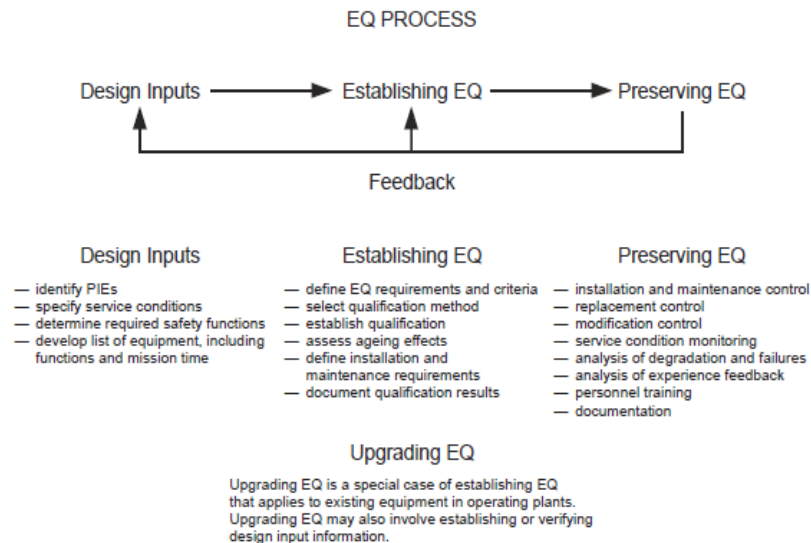 EQ PROCESS
Design Inputs
Establishing EQ
Preserving EQ
Feedback
Design Inputs
— identify PIEs
— specify service conditions
— determine required safety functions
— develop list of equipment, including
functions and mission time
Establishing EQ
— define EQ requirements and criteria
— select qualification method
— establish qualification
— assess ageing effects
— define installation and
maintenance requirements
— document qualification results
Preserving EQ
— installation and maintenance control
— replacement control
— modification control
— service condition monitoring
— analysis of degradation and failures
— analysis of experience feedback
— personnel training
— documentation
Upgrading EQ
Upgrading EQ is a special case of establishing EQ
that applies to existing equipment in operating plants.
Upgrading EQ may also involve establishing or verifying
design input information.